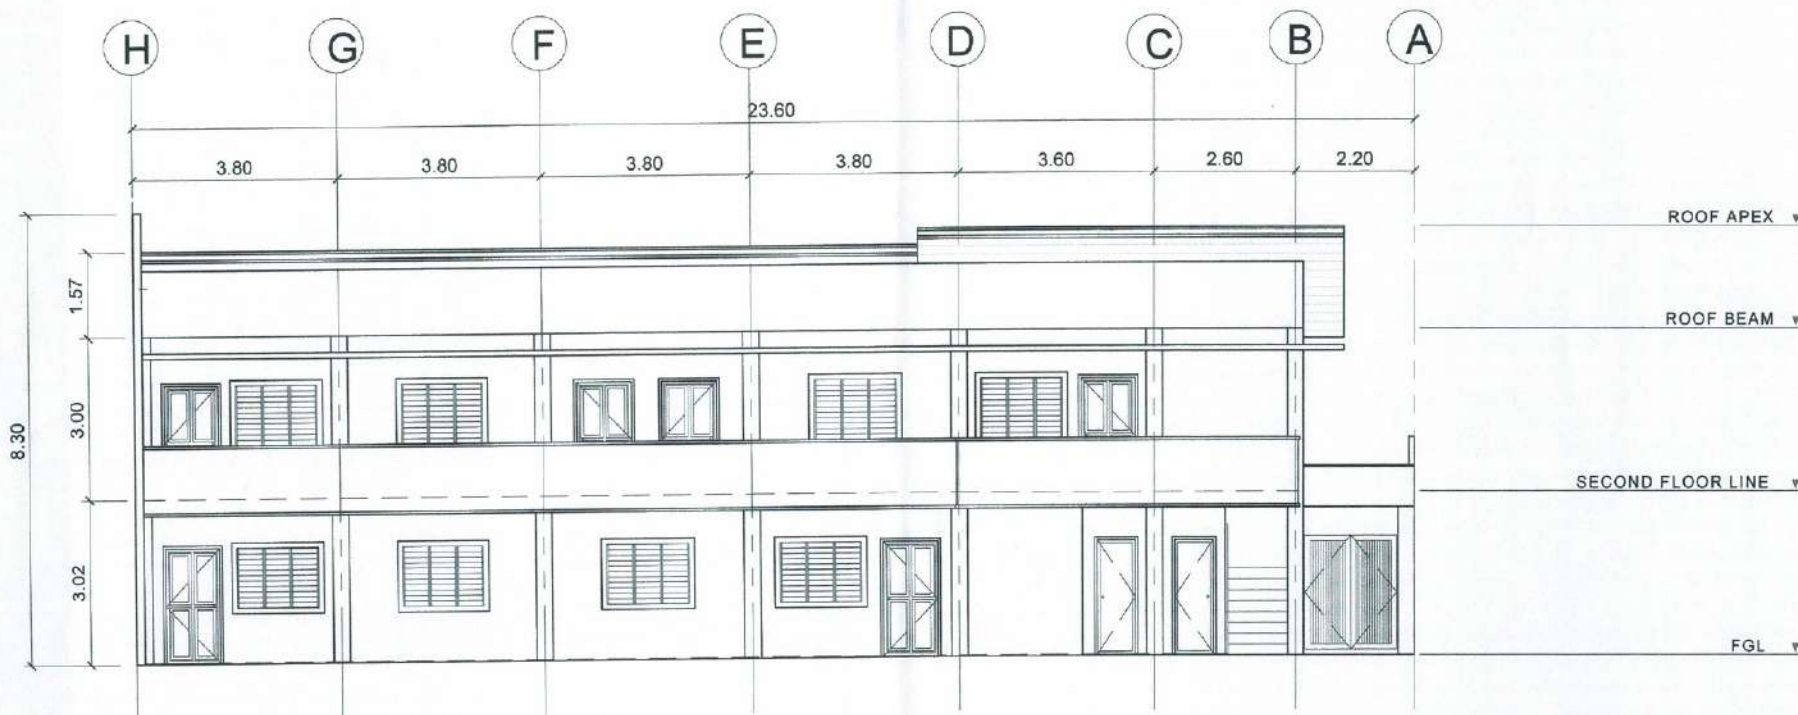 H G F E D C B A
23.60
3.80 3.80 3.80 3.80 3.60 2.60 2.20
ROOF APEX
1.57
ROOF BEAM
3.00
8.30
SECOND FLOOR LINE
3.02
FGL